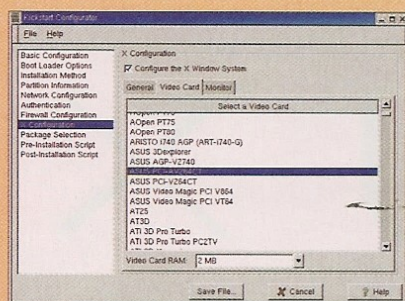 Kickstart Configurator
File Help
Basic Configuration
Boot Loader Options
Installation Method
Partition Information
Network Configuration
Authentication
Firewall Configuration
X Configuration
Package Selection
Pre-Installation Script
Post-Installation Script
X Configuration
Configure the X Window System
General Video Card Monitor
Select a Video Card
AOpen PT75
AOpen PT80
ARISTO i740 AGP (ART-i740-G)
ASUS 3Dexplorer
ASUS AGP-V2740
ASUS PCI-AV264CT
ASUS PCI-V264CT
ASUS Video Magic PCI V864
ASUS Video Magic PCI VT64
AT25
AT3D
ATI 3D Pro Turbo
ATI 3D Pro Turbo PC2TV
Video Card RAM: 2 MB
Save File... Cancel Help